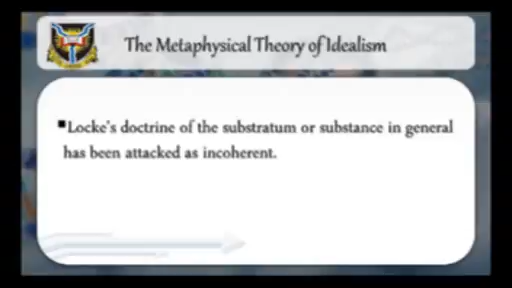 The Metaphysical Theory of Idealism
▪Locke's doctrine of the substratum or substance in general
has been attacked as incoherent.